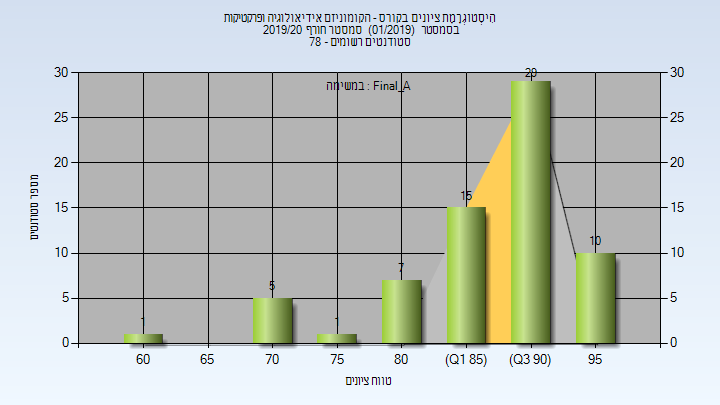 הִיסְטוֹגְרָמַת ציונים בקורס - הקומוניזם אידיאולוגיה ופרקטיקות
בסמסטר (01/2019) סמסטר חורף 2019/20
סטודנטים רשומים - 78
במשימה : Final_A
מספר סטודנטים
30 30
25 25
20 20
15 15
10 10
5 5
0 0
1 5 1 7 15 29 10
60 65 70 75 80 (Q1 85) (Q3 90) 95
טווח ציונים